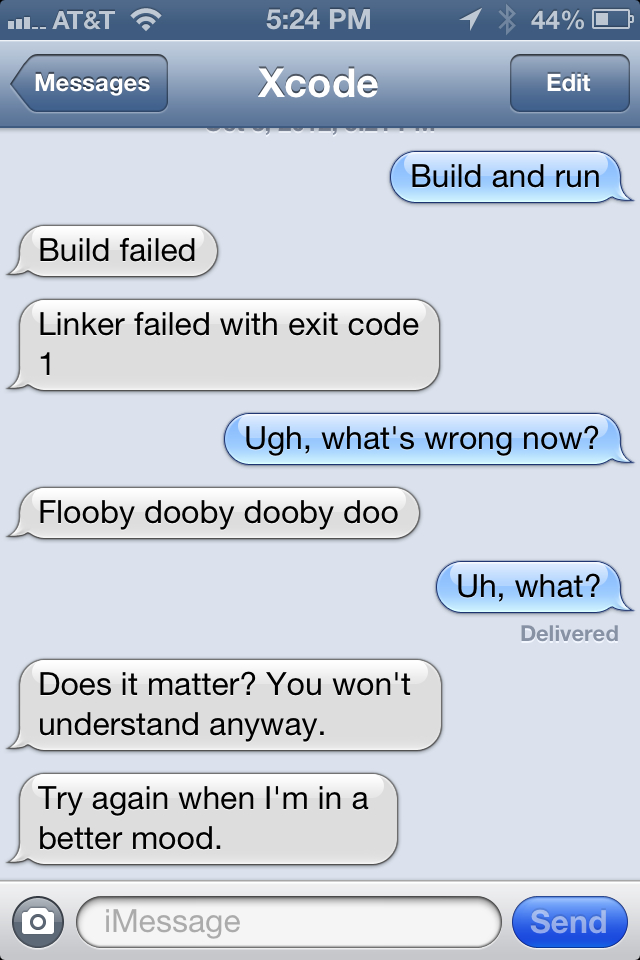 AT&T 5:24 PM 44%
Messages Xcode Edit
Build and run
Build failed
Linker failed with exit code
1
Ugh, what's wrong now?
Flooby dooby dooby doo
Uh, what?
Delivered
Does it matter? You won't
understand anyway.
Try again when I'm in a
better mood.
iMessage Send